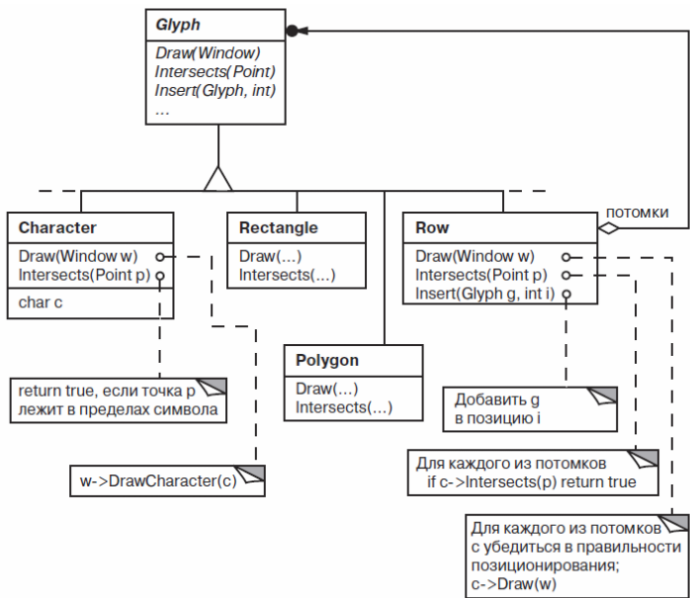 Glyph
Draw(Window)
Intersects(Point)
Insert(Glyph, int)
...
потомки
Character
Draw(Window w)
Intersects(Point p)
char c
Rectangle
Draw(...)
Intersects(...)
Row
Draw(Window w)
Intersects(Point p)
Insert(Glyph g, int i)
Polygon
Draw(...)
Intersects(...)
return true, если точка p
лежит в пределах символа
w->DrawCharacter(c)
Добавить g
в позицию i
Для каждого из потомков
if c->Intersects(p) return true
Для каждого из потомков
с убедиться в правильности
позиционирования;
c->Draw(w)